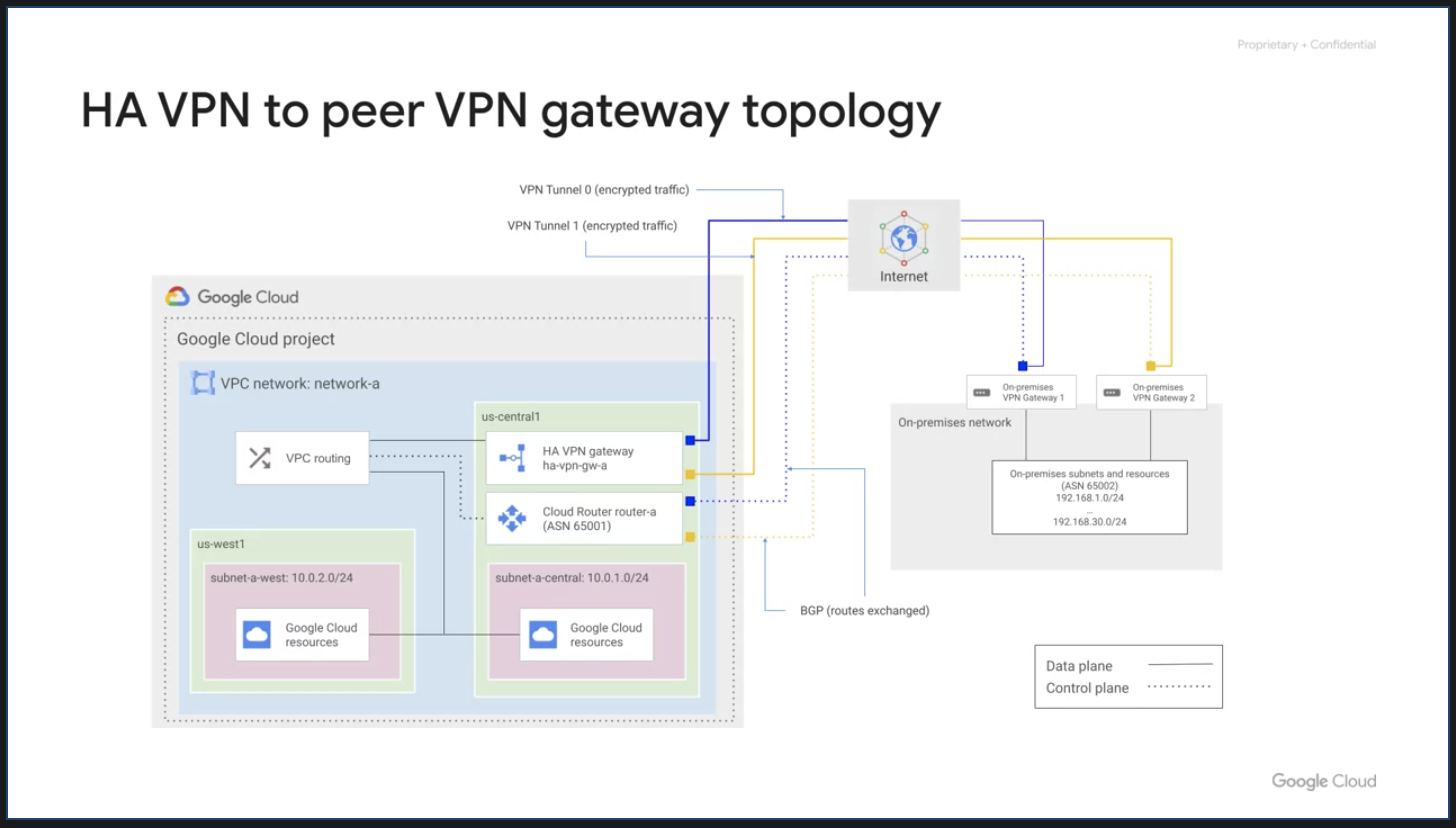 Proprietary + Confidential
HA VPN to peer VPN gateway topology
VPN Tunnel 0 (encrypted traffic)
VPN Tunnel 1 (encrypted traffic)
Internet
Google Cloud
Google Cloud project
VPC network: network-a
us-central1
VPC routing
HA VPN gateway
ha-vpn-gw-a
Cloud Router router-a
(ASN 65001)
us-west1
subnet-a-west: 10.0.2.0/24
Google Cloud
resources
subnet-a-central: 10.0.1.0/24
Google Cloud
resources
On-premises
VPN Gateway 1
On-premises
VPN Gateway 2
On-premises network
On-premises subnets and resources
(ASN 65002)
192.168.1.0/24
...
192.168.30.0/24
BGP (routes exchanged)
Data plane
Control plane
Google Cloud